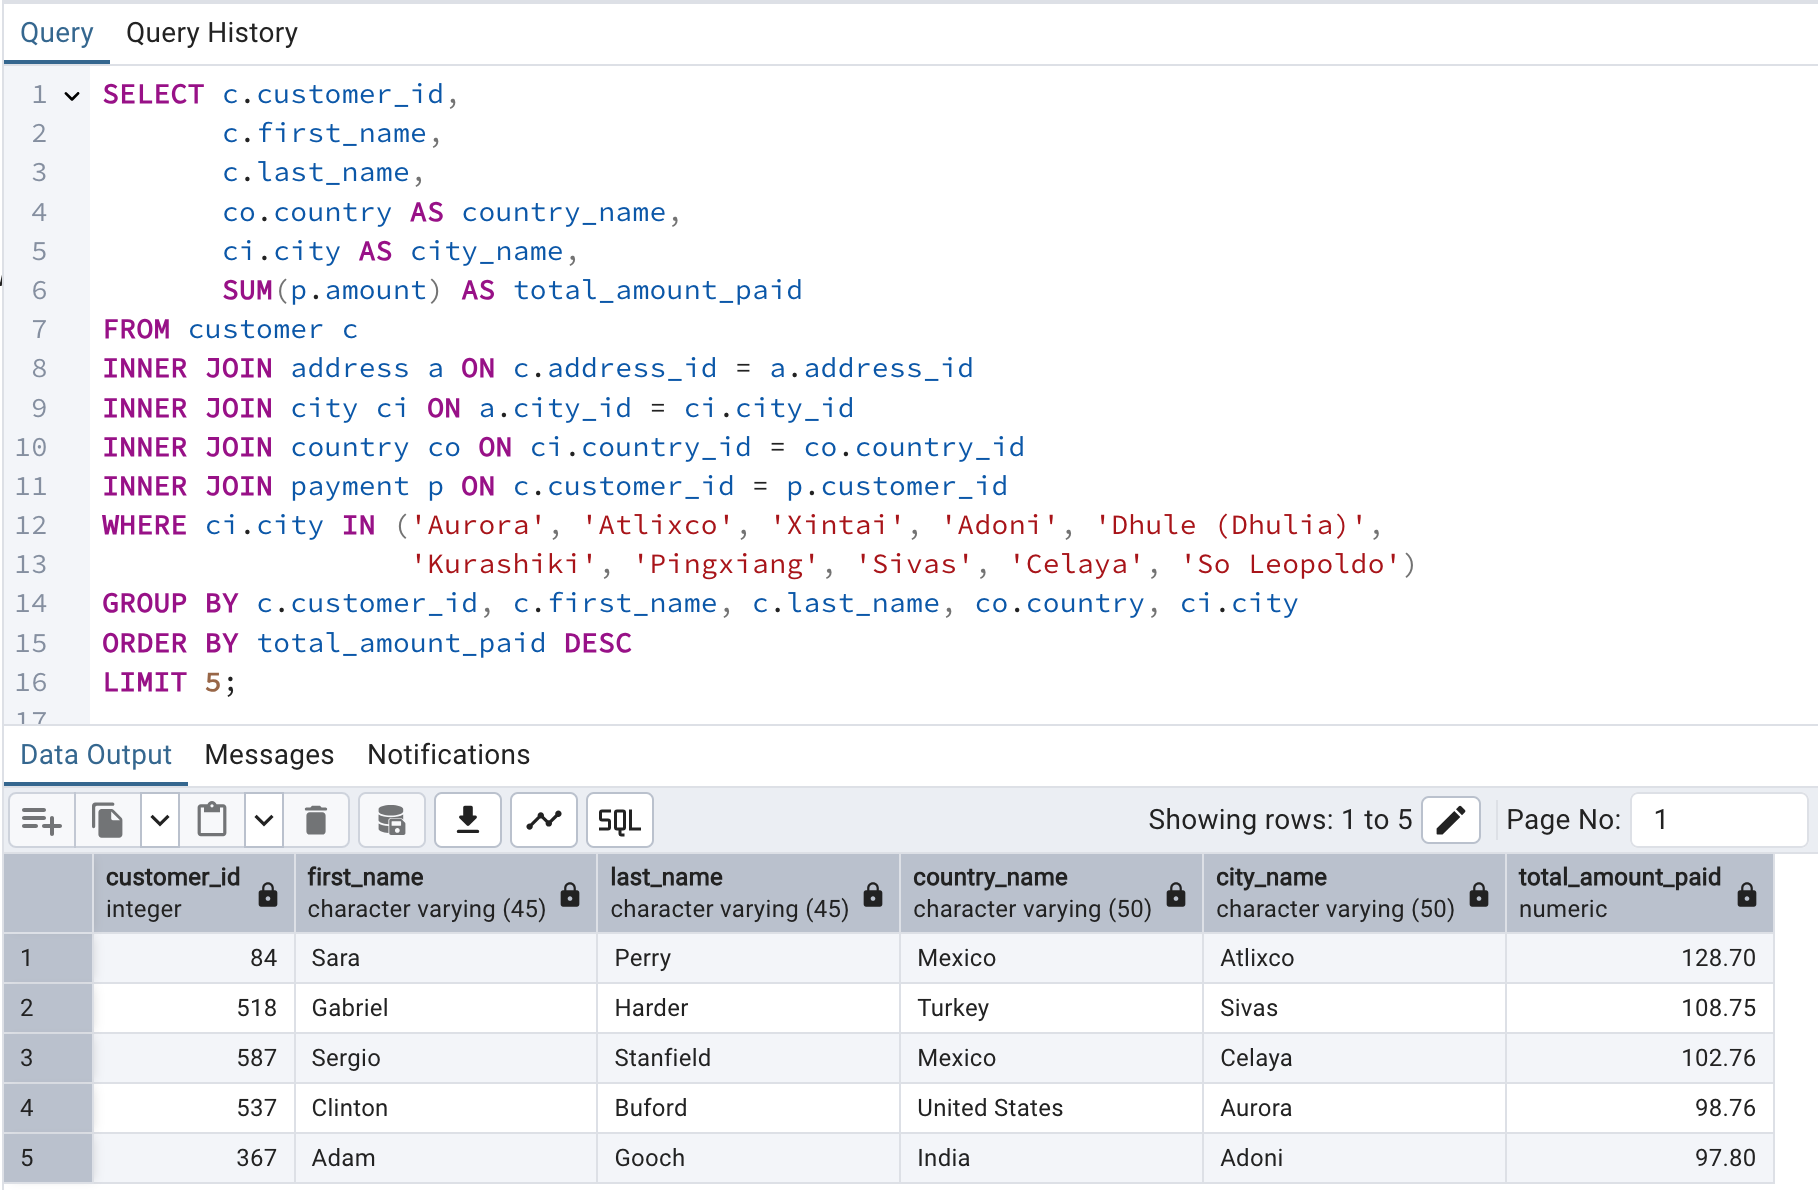 Query Query History
1 SELECT c.customer_id,
2 c.first_name,
3 c.last_name,
4 co.country AS country_name,
5 ci.city AS city_name,
6 SUM(p.amount) AS total_amount_paid
7 FROM customer c
8 INNER JOIN address a ON c.address_id = a.address_id
9 INNER JOIN city ci ON a.city_id = ci.city_id
10 INNER JOIN country co ON ci.country_id = co.country_id
11 INNER JOIN payment p ON c.customer_id = p.customer_id
12 WHERE ci.city IN ('Aurora', 'Atlixco', 'Xintai', 'Adoni', 'Dhule (Dhulia)',
13 'Kurashiki', 'Pingxiang', 'Sivas', 'Celaya', 'So Leopoldo')
14 GROUP BY c.customer_id, c.first_name, c.last_name, co.country, ci.city
15 ORDER BY total_amount_paid DESC
16 LIMIT 5;
17
Data Output Messages Notifications
SQL Showing rows: 1 to 5 Page No: 1
customer_id first_name last_name country_name city_name total_amount_paid
integer character varying (45) character varying (45) character varying (50) character varying (50) numeric
1 84 Sara Perry Mexico Atlixco 128.70
2 518 Gabriel Harder Turkey Sivas 108.75
3 587 Sergio Stanfield Mexico Celaya 102.76
4 537 Clinton Buford United States Aurora 98.76
5 367 Adam Gooch India Adoni 97.80